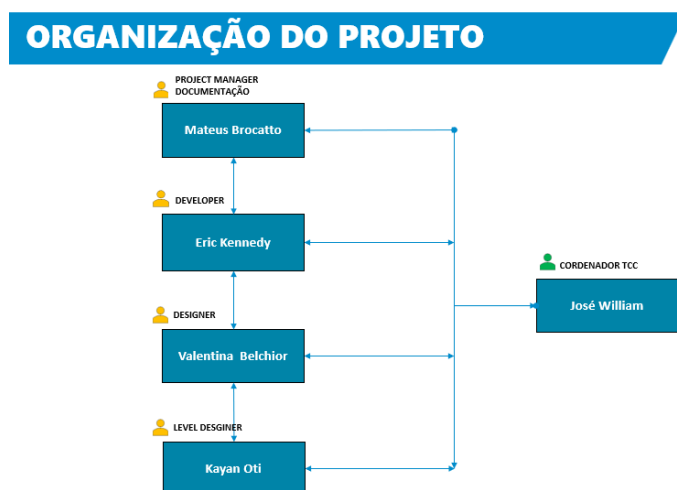 ORGANIZAÇÃO DO PROJETO
PROJECT MANAGER
DOCUMENTAÇÃO
Mateus Brocatto
DEVELOPER
Eric Kennedy
CORDENADOR TCC
José William
DESIGNER
Valentina Belchior
LEVEL DESGINER
Kayan Oti